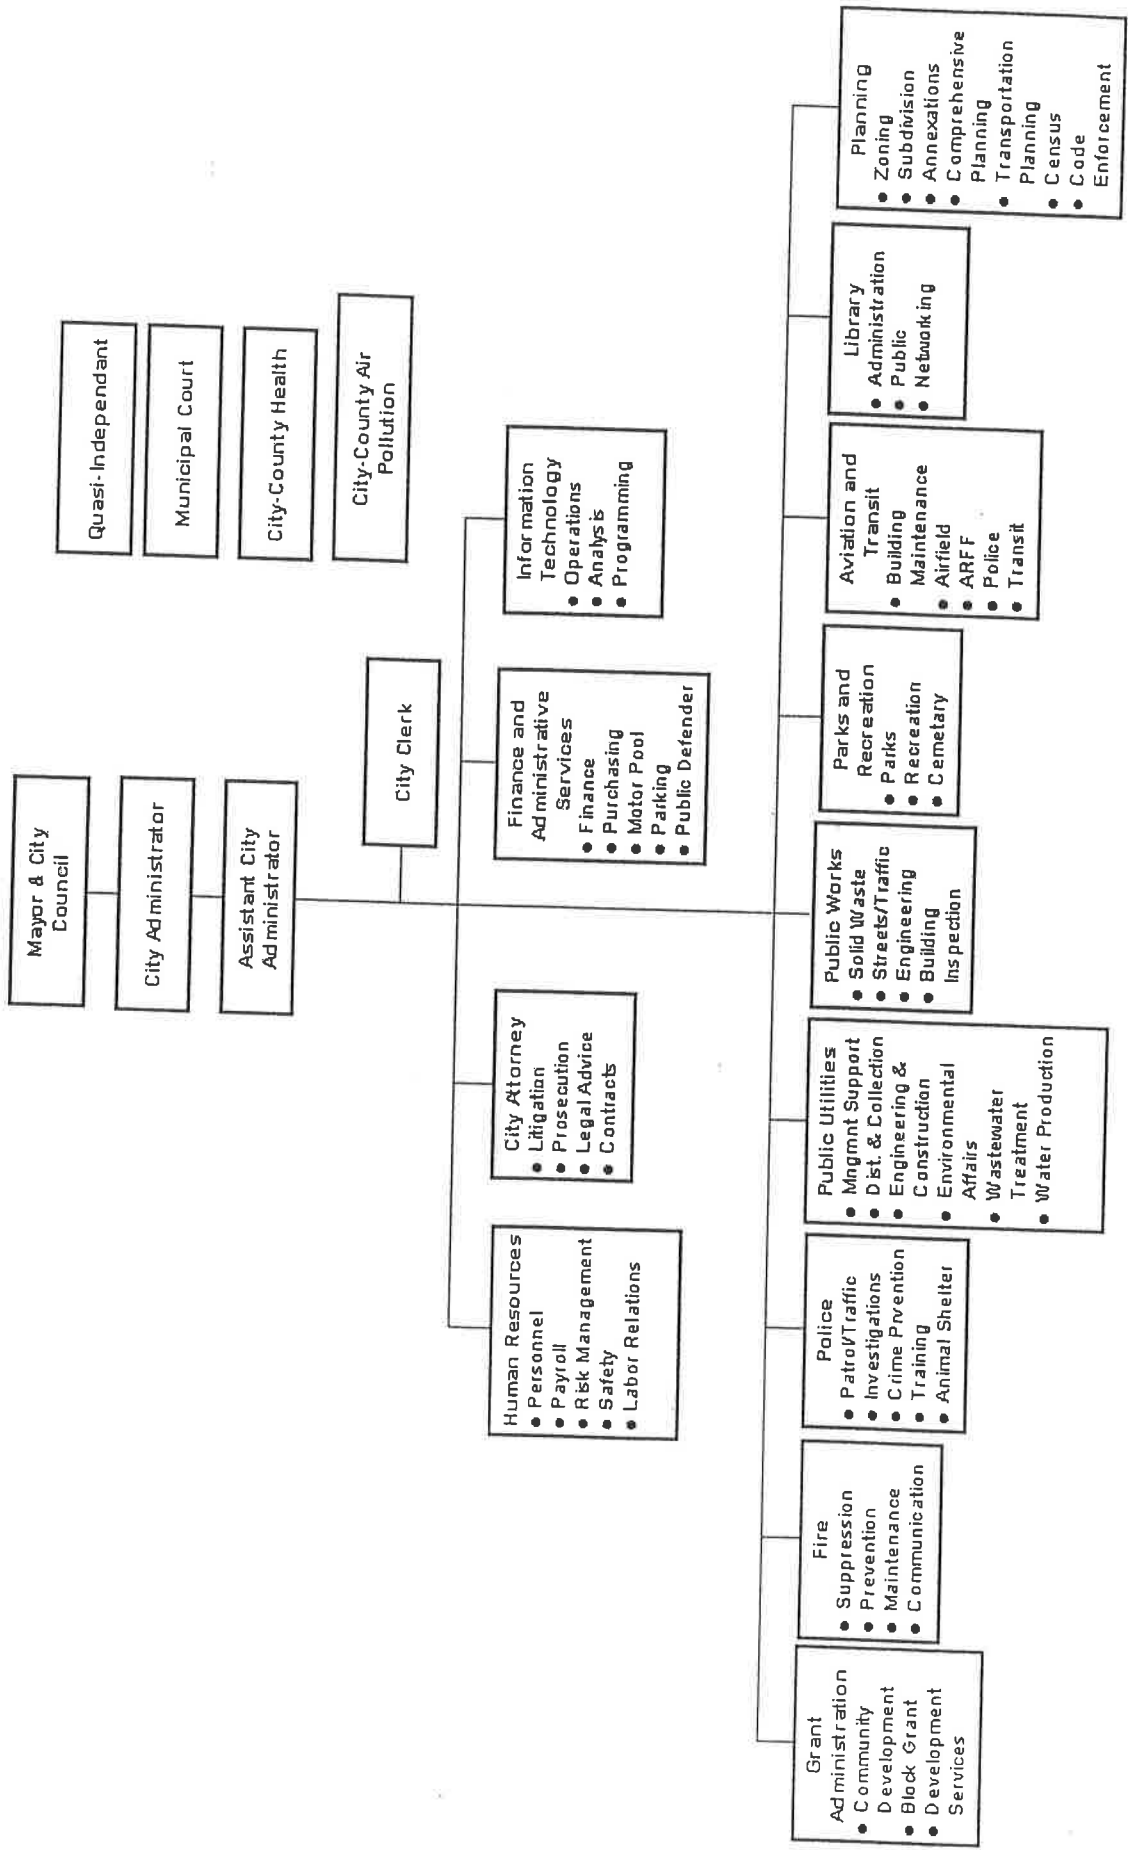 Mayor & City
Council
City Administrator
Assistant City
Administrator
City Clerk
Quasi-Independant
Municipal Court
City-County Health
City-County Air
Pollution
Human Resources
● Personnel
● Payroll
● Risk Management
● Safety
● Labor Relations
City Attorney
● Litigation
● Prosecution
● Legal Advice
● Contracts
Finance and
Administrative
Services
● Finance
● Purchasing
● Motor Pool
● Parking
● Public Defender
Information
Technology
● Operations
● Analysis
● Programming
Grant
Administration
● Community
Development
● Block Grant
● Development
Services
Fire
● Suppression
● Prevention
● Maintenance
● Communication
Police
● Patrol/Traffic
● Investigations
● Crime Prvention
● Training
● Animal Shelter
Public Utilities
● Mngmnt Support
● Dist. & Collection
● Engineering &
Construction
● Environmental
Affairs
● Wastewater
Treatment
● Water Production
Public Works
● Solid Waste
● Streets/Traffic
● Engineering
● Building
Inspection
Parks and
Recreation
● Parks
● Recreation
● Cemetary
Aviation and
Transit
● Building
Maintenance
● Airfield
● ARFF
● Police
● Transit
Library
● Administration
● Public
● Networking
Planning
● Zoning
● Subdivision
● Annexations
● Comprehensive
Planning
● Transportation
Planning
● Census
● Code
Enforcement